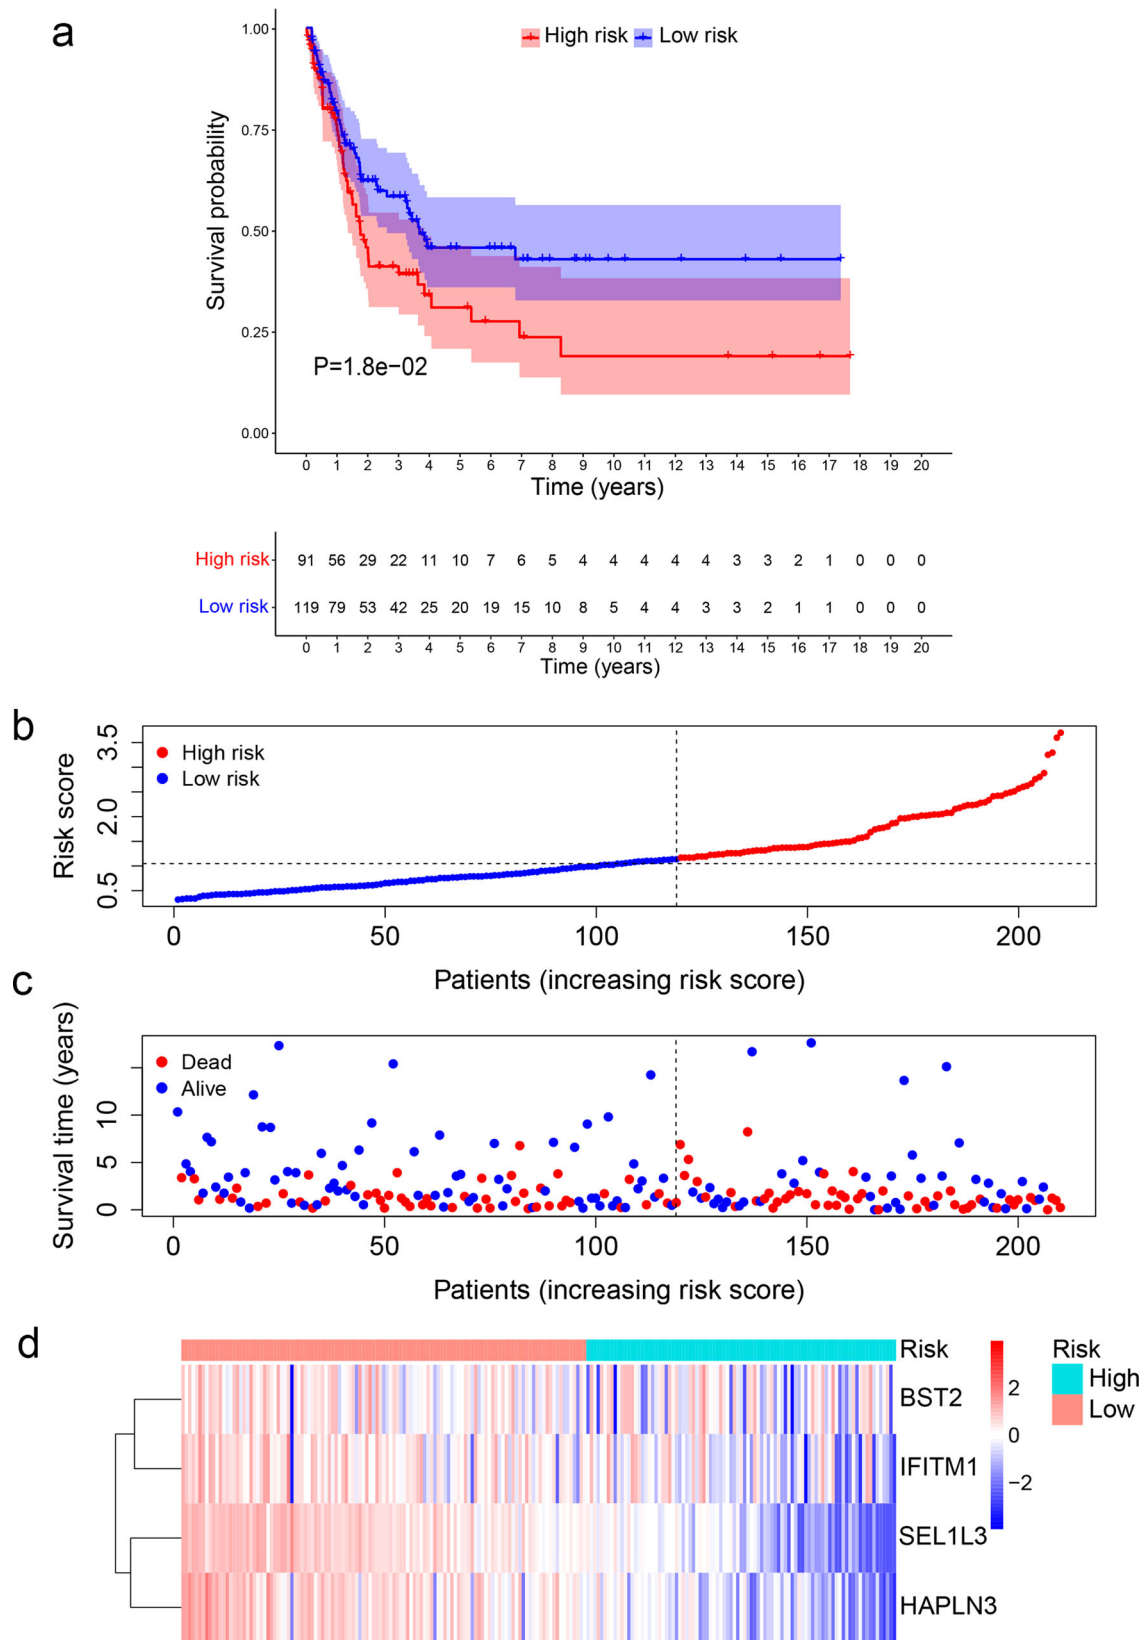 a
High risk Low risk
1.00
0.75
0.50
0.25
0.00
Survival probability
P=1.8e−02
0 1 2 3 4 5 6 7 8 9 10 11 12 13 14 15 16 17 18 19 20
Time (years)
High risk 91 56 29 22 11 10 7 6 5 4 4 4 4 4 3 3 2 1 0 0 0
Low risk 119 79 53 42 25 20 19 15 10 8 5 4 4 3 3 2 1 1 0 0 0
0 1 2 3 4 5 6 7 8 9 10 11 12 13 14 15 16 17 18 19 20
Time (years)
b
Risk score
3.5
2.0
0.5
High risk
Low risk
0 50 100 150 200
Patients (increasing risk score)
c
Survival time (years)
10
5
0
Dead
Alive
0 50 100 150 200
Patients (increasing risk score)
d
Risk
BST2
IFITM1
SEL1L3
HAPLN3
2
0
−2
Risk
High
Low